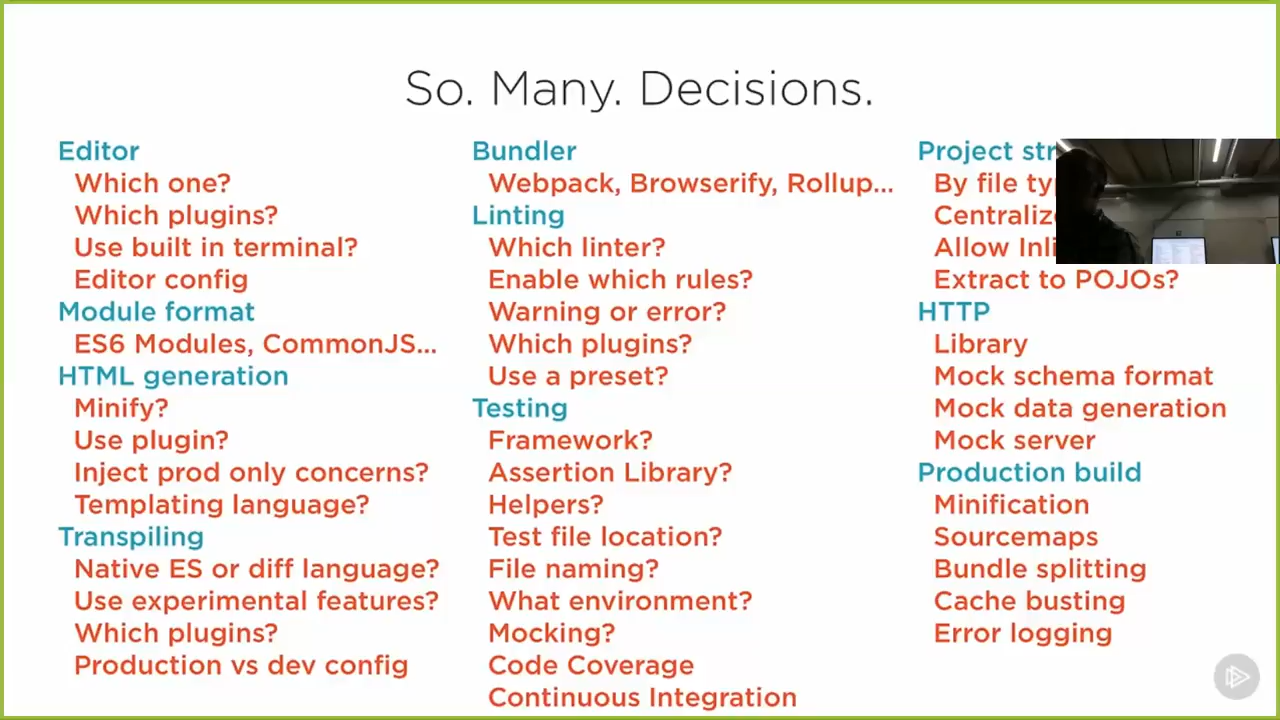 So. Many. Decisions.
Editor
Which one?
Which plugins?
Use built in terminal?
Editor config
Module format
ES6 Modules, CommonJS...
HTML generation
Minify?
Use plugin?
Inject prod only concerns?
Templating language?
Transpiling
Native ES or diff language?
Use experimental features?
Which plugins?
Production vs dev config
Bundler
Webpack, Browserify, Rollup...
Linting
Which linter?
Enable which rules?
Warning or error?
Which plugins?
Use a preset?
Testing
Framework?
Assertion Library?
Helpers?
Test file location?
File naming?
What environment?
Mocking?
Code Coverage
Continuous Integration
Project
By file
Allow
Extract to POJOs?
HTTP
Library
Mock schema format
Mock data generation
Mock server
Production build
Minification
Sourcemaps
Bundle splitting
Cache busting
Error logging